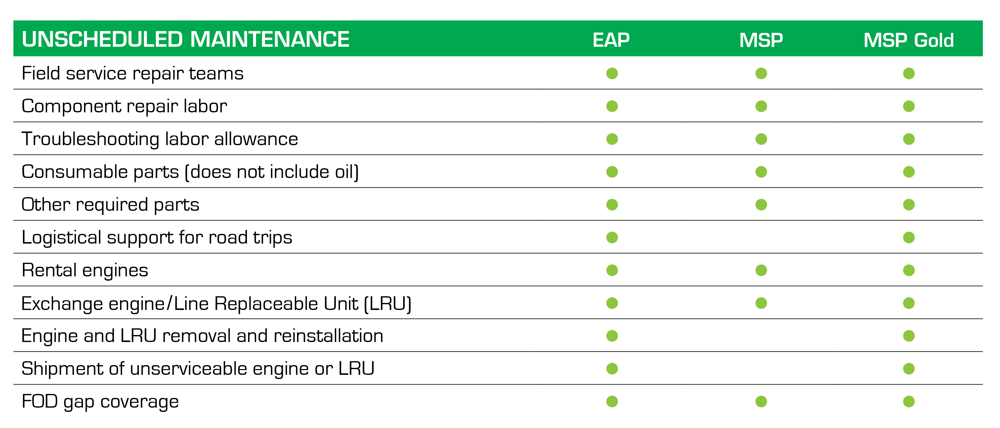 UNSCHEDULED MAINTENANCE EAP MSP MSP Gold
Field service repair teams
Component repair labor
Troubleshooting labor allowance
Consumable parts (does not include oil)
Other required parts
Logistical support for road trips
Rental engines
Exchange engine/Line Replaceable Unit (LRU)
Engine and LRU removal and reinstallation
Shipment of unserviceable engine or LRU
FOD gap coverage